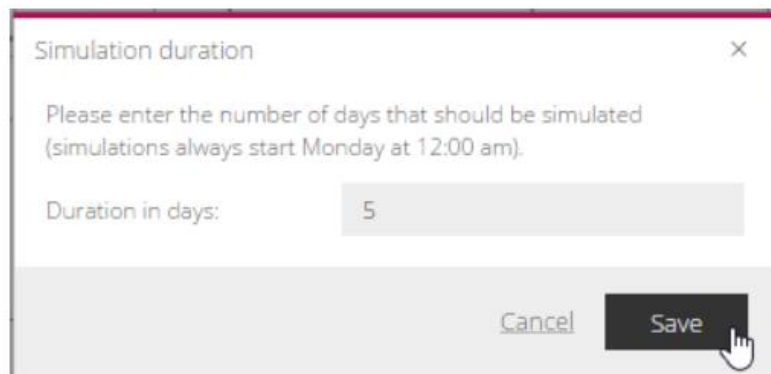 Simulation duration
Please enter the number of days that should be simulated
(simulations always start Monday at 12:00 am).
Duration in days: 5
Cancel Save